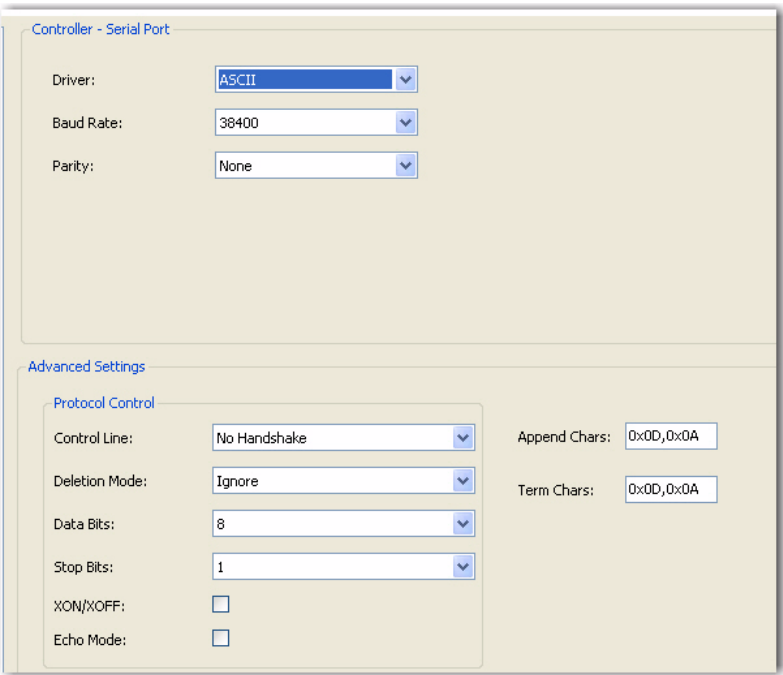 Controller - Serial Port
Driver: ASCII
Baud Rate: 38400
Parity: None
Advanced Settings
Protocol Control
Control Line: No Handshake
Append Chars: 0x0D,0x0A
Deletion Mode: Ignore
Term Chars: 0x0D,0x0A
Data Bits: 8
Stop Bits: 1
XON/XOFF:
Echo Mode: